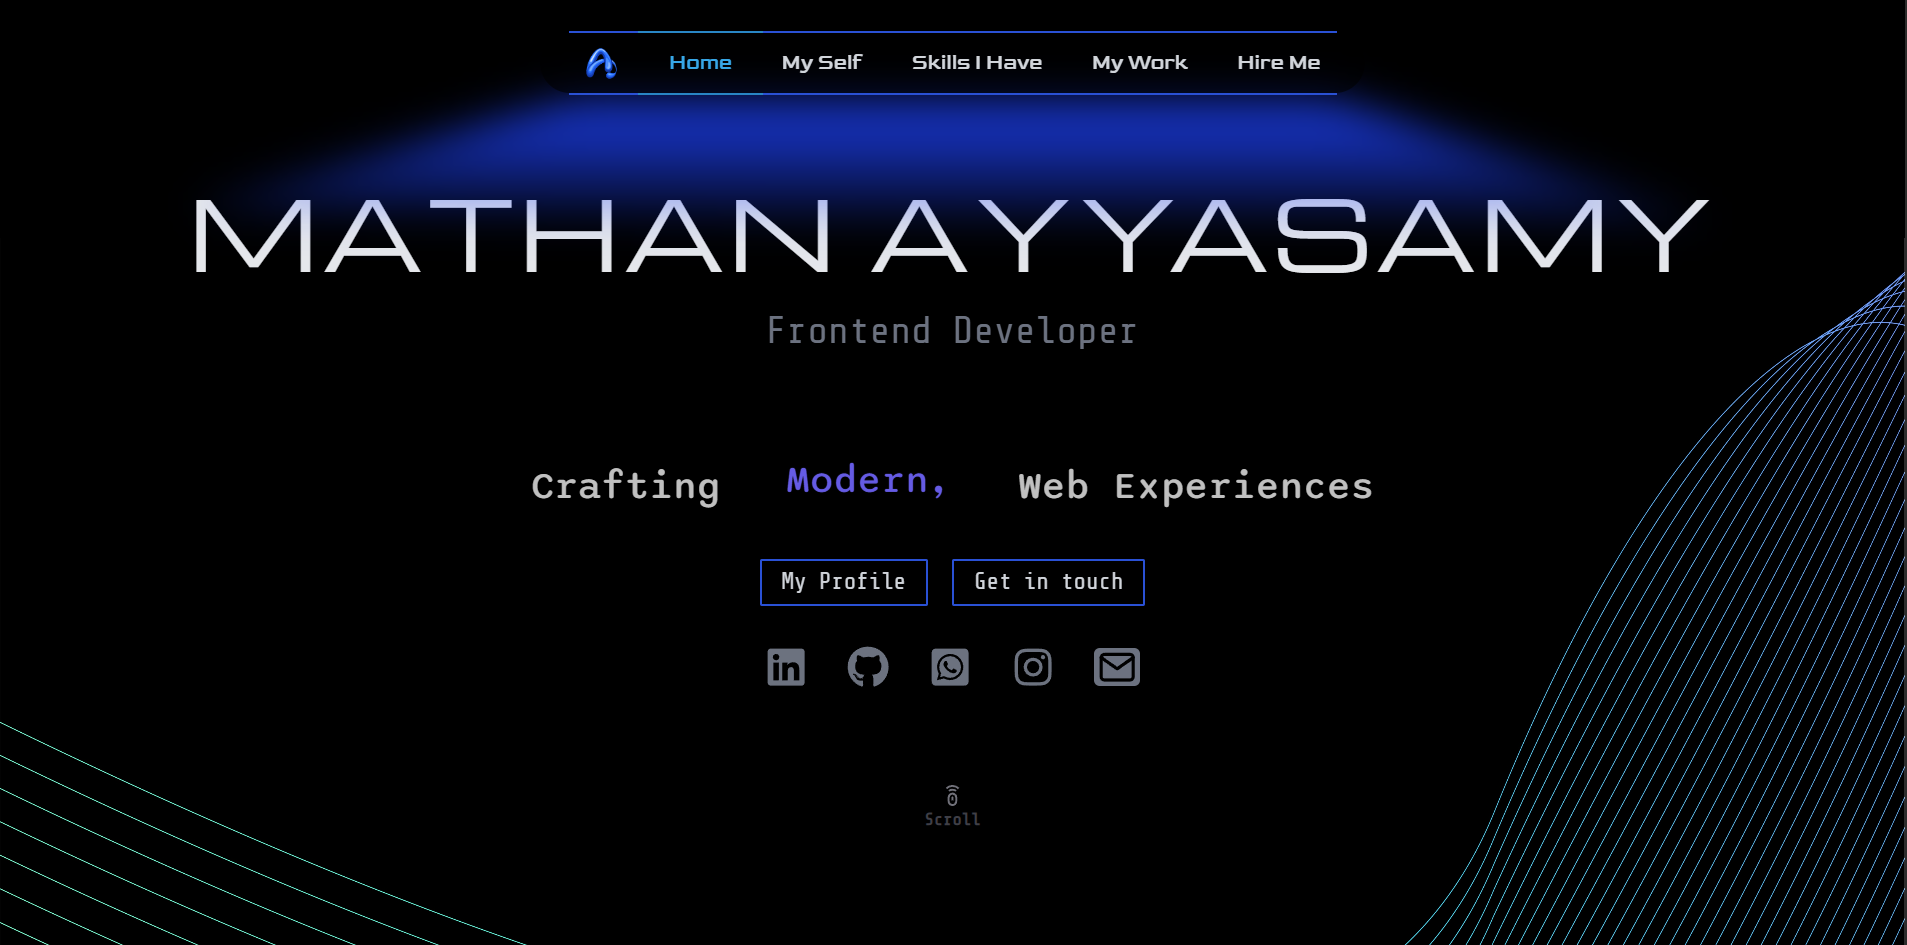 Home My Self Skills I Have My Work Hire Me
MATHAN AYYASAMY
Frontend Developer
Crafting Modern, Web Experiences
My Profile Get in touch
in
Scroll